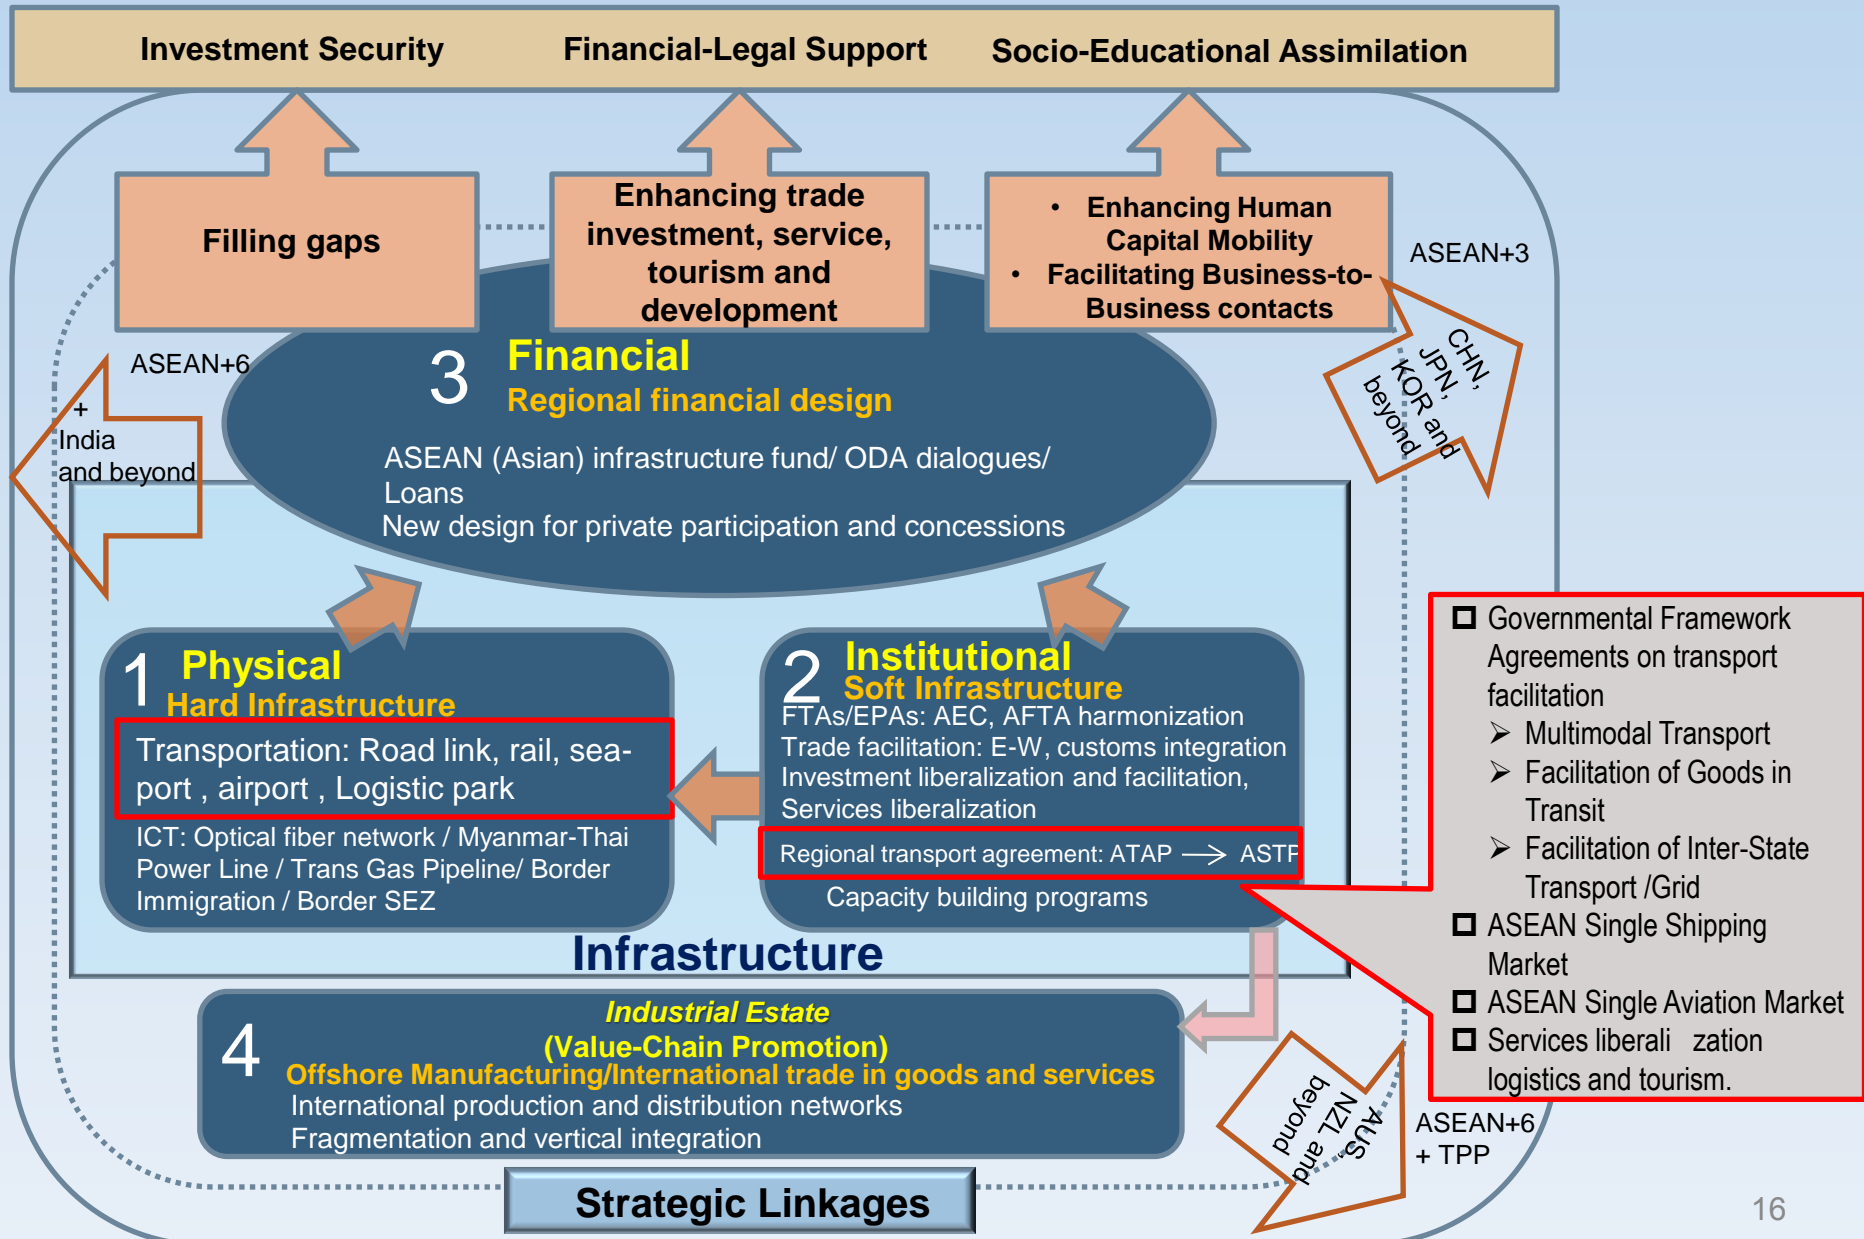 Investment Security
Financial-Legal Support
Socio-Educational Assimilation
Filling gaps
Enhancing trade
investment, service,
tourism and
development
• Enhancing Human
Capital Mobility
• Facilitating Business-to-
Business contacts
ASEAN+3
CHN,
JPN,
KOR and
beyond
ASEAN+6
+
India
and beyond
3
Financial
Regional financial design
ASEAN (Asian) infrastructure fund/ ODA dialogues/
Loans
New design for private participation and concessions
1
Physical
Hard Infrastructure
Transportation: Road link, rail, sea-
port , airport , Logistic park
ICT: Optical fiber network / Myanmar-Thai
Power Line / Trans Gas Pipeline/ Border
Immigration / Border SEZ
2
Institutional
Soft Infrastructure
FTAs/EPAs: AEC, AFTA harmonization
Trade facilitation: E-W, customs integration
Investment liberalization and facilitation,
Services liberalization
Regional transport agreement: ATAP → ASTP
Capacity building programs
Infrastructure
❑ Governmental Framework
Agreements on transport
facilitation
➢ Multimodal Transport
➢ Facilitation of Goods in
Transit
➢ Facilitation of Inter-State
Transport /Grid
❑ ASEAN Single Shipping
Market
❑ ASEAN Single Aviation Market
❑ Services liberali zation
logistics and tourism.
4
Industrial Estate
(Value-Chain Promotion)
Offshore Manufacturing/International trade in goods and services
International production and distribution networks
Fragmentation and vertical integration
AUS,
NZL and
beyond
ASEAN+6
+ TPP
Strategic Linkages
16